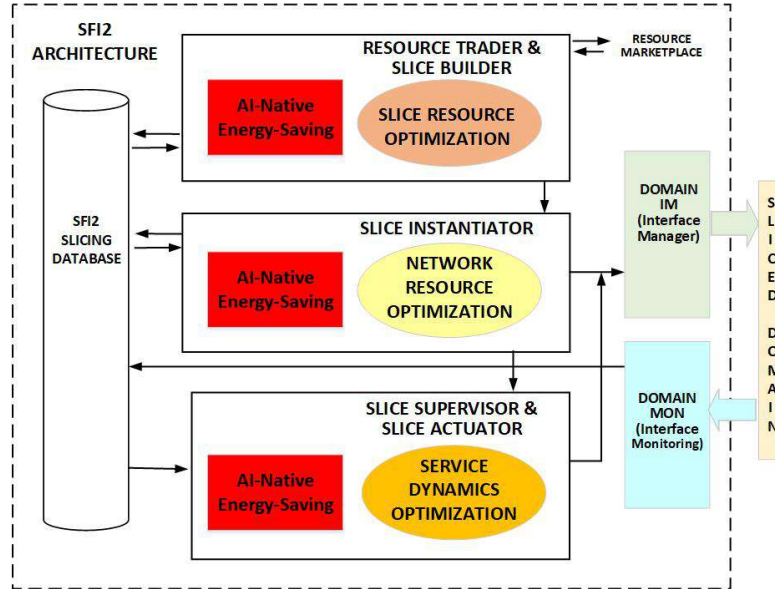 SFI2
ARCHITECTURE
RESOURCE TRADER &
SLICE BUILDER
RESOURCE
MARKETPLACE
AI-Native
Energy-Saving
SLICE RESOURCE
OPTIMIZATION
SFI2
SLICING
DATABASE
SLICE INSTANTIATOR
AI-Native
Energy-Saving
NETWORK
RESOURCE
OPTIMIZATION
DOMAIN
IM
(Interface
Manager)
SLICED
DOMAIN
SLICE SUPERVISOR &
SLICE ACTUATOR
AI-Native
Energy-Saving
SERVICE
DYNAMICS
OPTIMIZATION
DOMAIN
MON
(Interface
Monitoring)